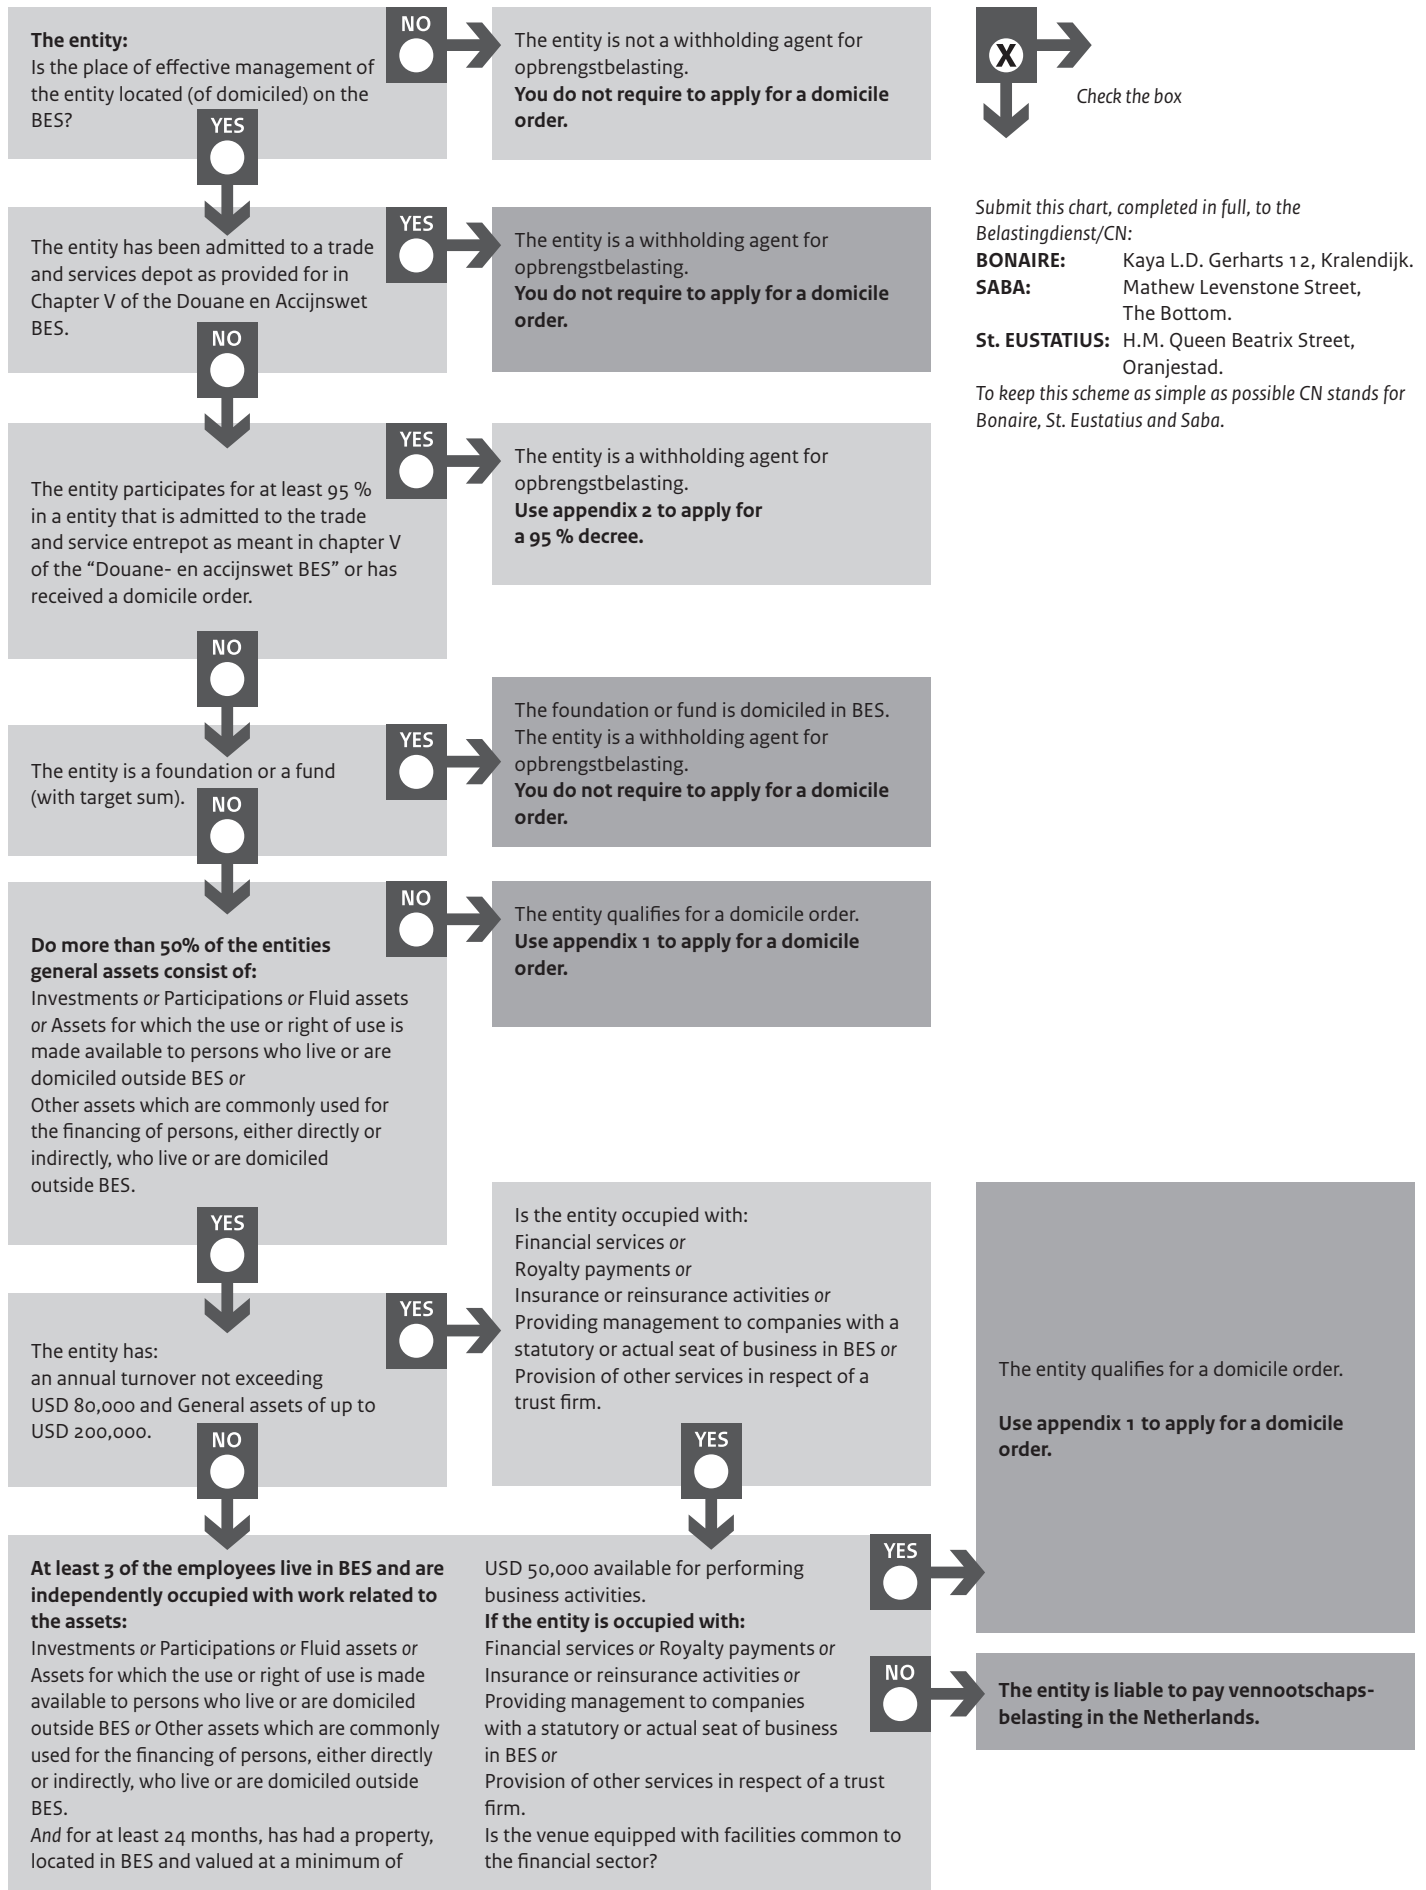 The entity:
Is the place of effective management of
the entity located (of domiciled) on the
BES?
NO
YES
The entity is not a withholding agent for
opbrengstbelasting.
You do not require to apply for a domicile
order.
X
Check the box
Submit this chart, completed in full, to the
Belastingdienst/CN:
BONAIRE: Kaya L.D. Gerharts 12, Kralendijk.
SABA: Mathew Levenstone Street,
The Bottom.
St. EUSTATIUS: H.M. Queen Beatrix Street,
Oranjestad.
To keep this scheme as simple as possible CN stands for
Bonaire, St. Eustatius and Saba.
The entity has been admitted to a trade
and services depot as provided for in
Chapter V of the Douane en Accijnswet
BES.
YES
NO
The entity is a withholding agent for
opbrengstbelasting.
You do not require to apply for a domicile
order.
The entity participates for at least 95 %
in a entity that is admitted to the trade
and service entrepot as meant in chapter V
of the “Douane- en accijnswet BES” or has
received a domicile order.
YES
NO
The entity is a withholding agent for
opbrengstbelasting.
Use appendix 2 to apply for
a 95 % decree.
The entity is a foundation or a fund
(with target sum).
YES
NO
The foundation or fund is domiciled in BES.
The entity is a withholding agent for
opbrengstbelasting.
You do not require to apply for a domicile
order.
Do more than 50% of the entities
general assets consist of:
Investments or Participations or Fluid assets
or Assets for which the use or right of use is
made available to persons who live or are
domiciled outside BES or
Other assets which are commonly used for
the financing of persons, either directly or
indirectly, who live or are domiciled
outside BES.
NO
YES
The entity qualifies for a domicile order.
Use appendix 1 to apply for a domicile
order.
The entity has:
an annual turnover not exceeding
USD 80,000 and General assets of up to
USD 200,000.
YES
NO
Is the entity occupied with:
Financial services or
Royalty payments or
Insurance or reinsurance activities or
Providing management to companies with a
statutory or actual seat of business in BES or
Provision of other services in respect of a
trust firm.
YES
The entity qualifies for a domicile order.
Use appendix 1 to apply for a domicile
order.
At least 3 of the employees live in BES and are
independently occupied with work related to
the assets:
Investments or Participations or Fluid assets or
Assets for which the use or right of use is made
available to persons who live or are domiciled
outside BES or Other assets which are commonly
used for the financing of persons, either directly
or indirectly, who live or are domiciled outside
BES.
And for at least 24 months, has had a property,
located in BES and valued at a minimum of
USD 50,000 available for performing
business activities.
If the entity is occupied with:
Financial services or Royalty payments or
Insurance or reinsurance activities or
Providing management to companies
with a statutory or actual seat of business
in BES or
Provision of other services in respect of a trust
firm.
Is the venue equipped with facilities common to
the financial sector?
YES
NO
The entity is liable to pay vennootschaps-
belasting in the Netherlands.